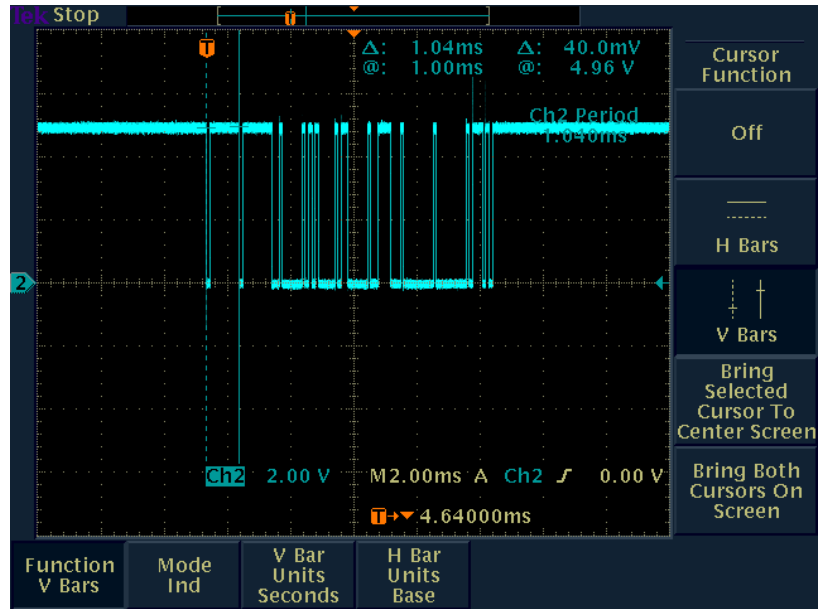 Tek Stop
T
T
Δ: 1.04ms Δ: 40.0mV
@: 1.00ms @: 4.96 V
Ch2 Period
1.040ms
2
Ch2 2.00 V M2.00ms A Ch2 0.00 V
T 4.64000ms
Cursor
Function
Off
H Bars
V Bars
Bring
Selected
Cursor To
Center Screen
Bring Both
Cursors On
Screen
Function
V Bars
Mode
Ind
V Bar
Units
Seconds
H Bar
Units
Base